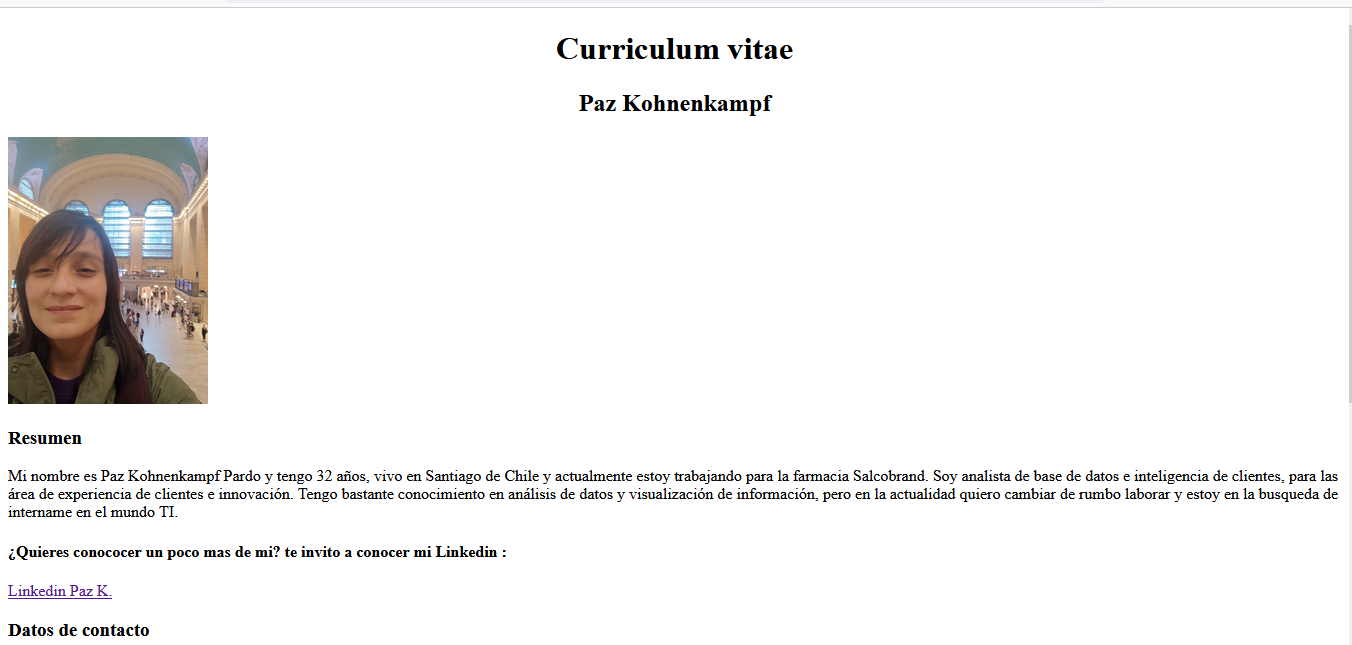 Curriculum vitae
Paz Kohnenkampf
Resumen
Mi nombre es Paz Kohnenkampf Pardo y tengo 32 años, vivo en Santiago de Chile y actualmente estoy trabajando para la farmacia Salcobrand. Soy analista de base de datos e inteligencia de clientes, para las
área de experiencia de clientes e innovación. Tengo bastante conocimiento en análisis de datos y visualización de información, pero en la actualidad quiero cambiar de rumbo laborar y estoy en la busqueda de
intername en el mundo TI.
¿Quieres conococer un poco mas de mi? te invito a conocer mi Linkedin :
Linkedin Paz K.
Datos de contacto